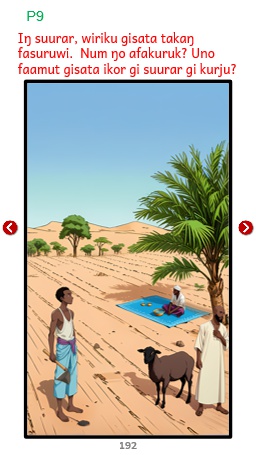 P9
Iŋ suurar, wiriku gisata takaŋ
fasuruwi. Num ŋo afakuruk? Uno
faamut gisata ikor gi suurar gi kurju?
192